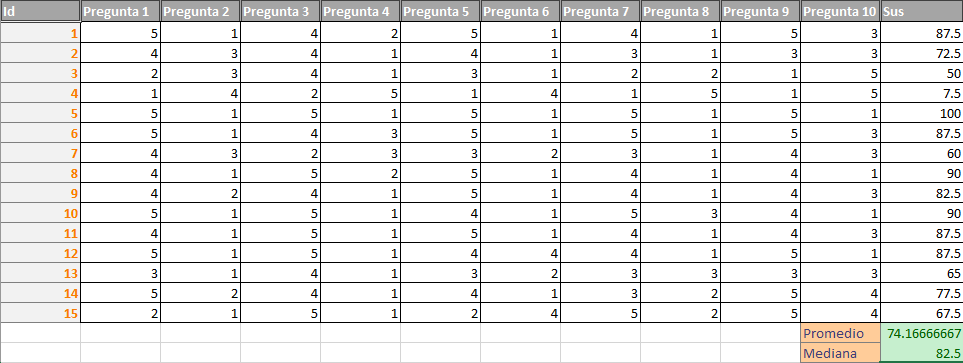 Id Pregunta 1 Pregunta 2 Pregunta 3 Pregunta 4 Pregunta 5 Pregunta 6 Pregunta 7 Pregunta 8 Pregunta 9 Pregunta 10 Sus
1 5 1 4 2 5 1 4 1 5 3 87.5
2 4 3 4 1 4 1 3 1 3 3 72.5
3 2 3 4 1 3 1 2 2 1 5 50
4 1 4 2 5 1 4 1 5 1 5 7.5
5 5 1 5 1 5 1 5 1 5 1 100
6 5 1 4 3 5 1 5 1 5 3 87.5
7 4 3 2 3 3 2 3 1 4 3 60
8 4 1 5 2 5 1 4 1 4 1 90
9 4 2 4 1 5 1 4 1 4 3 82.5
10 5 1 5 1 4 1 5 3 4 1 90
11 4 1 5 1 5 1 4 1 4 3 87.5
12 5 1 5 1 4 4 4 1 5 1 87.5
13 3 1 4 1 3 2 3 3 3 3 65
14 5 2 4 1 4 1 3 2 5 4 77.5
15 2 1 5 1 2 4 5 2 5 4 67.5
Promedio 74.16666667
Mediana 82.5